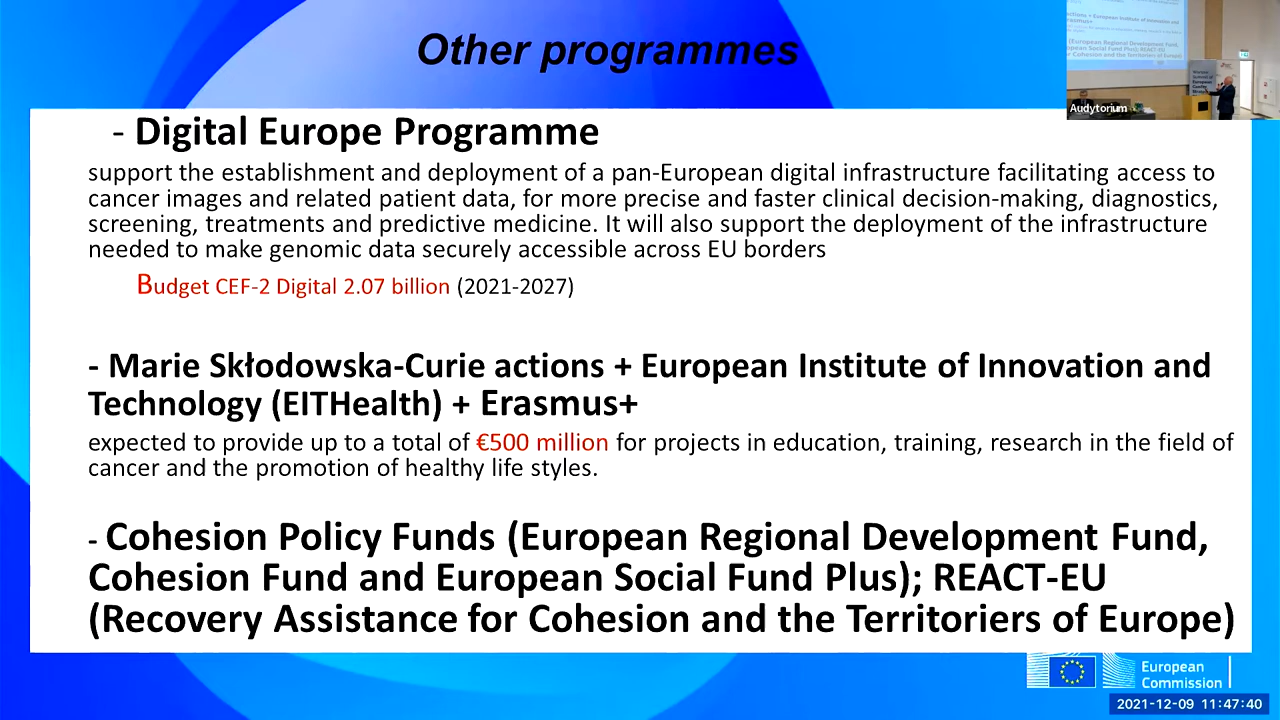 Other programmes
Audytorium
- Digital Europe Programme
support the establishment and deployment of a pan-European digital infrastructure facilitating access to
cancer images and related patient data, for more precise and faster clinical decision-making, diagnostics,
screening, treatments and predictive medicine. It will also support the deployment of the infrastructure
needed to make genomic data securely accessible across EU borders
Budget CEF-2 Digital 2.07 billion (2021-2027)
- Marie Skłodowska-Curie actions + European Institute of Innovation and
Technology (EITHealth) + Erasmus+
expected to provide up to a total of €500 million for projects in education, training, research in the field of
cancer and the promotion of healthy life styles.
- Cohesion Policy Funds (European Regional Development Fund,
Cohesion Fund and European Social Fund Plus); REACT-EU
(Recovery Assistance for Cohesion and the Territoriers of Europe)
European
Commission
2021-12-09 11:47:40